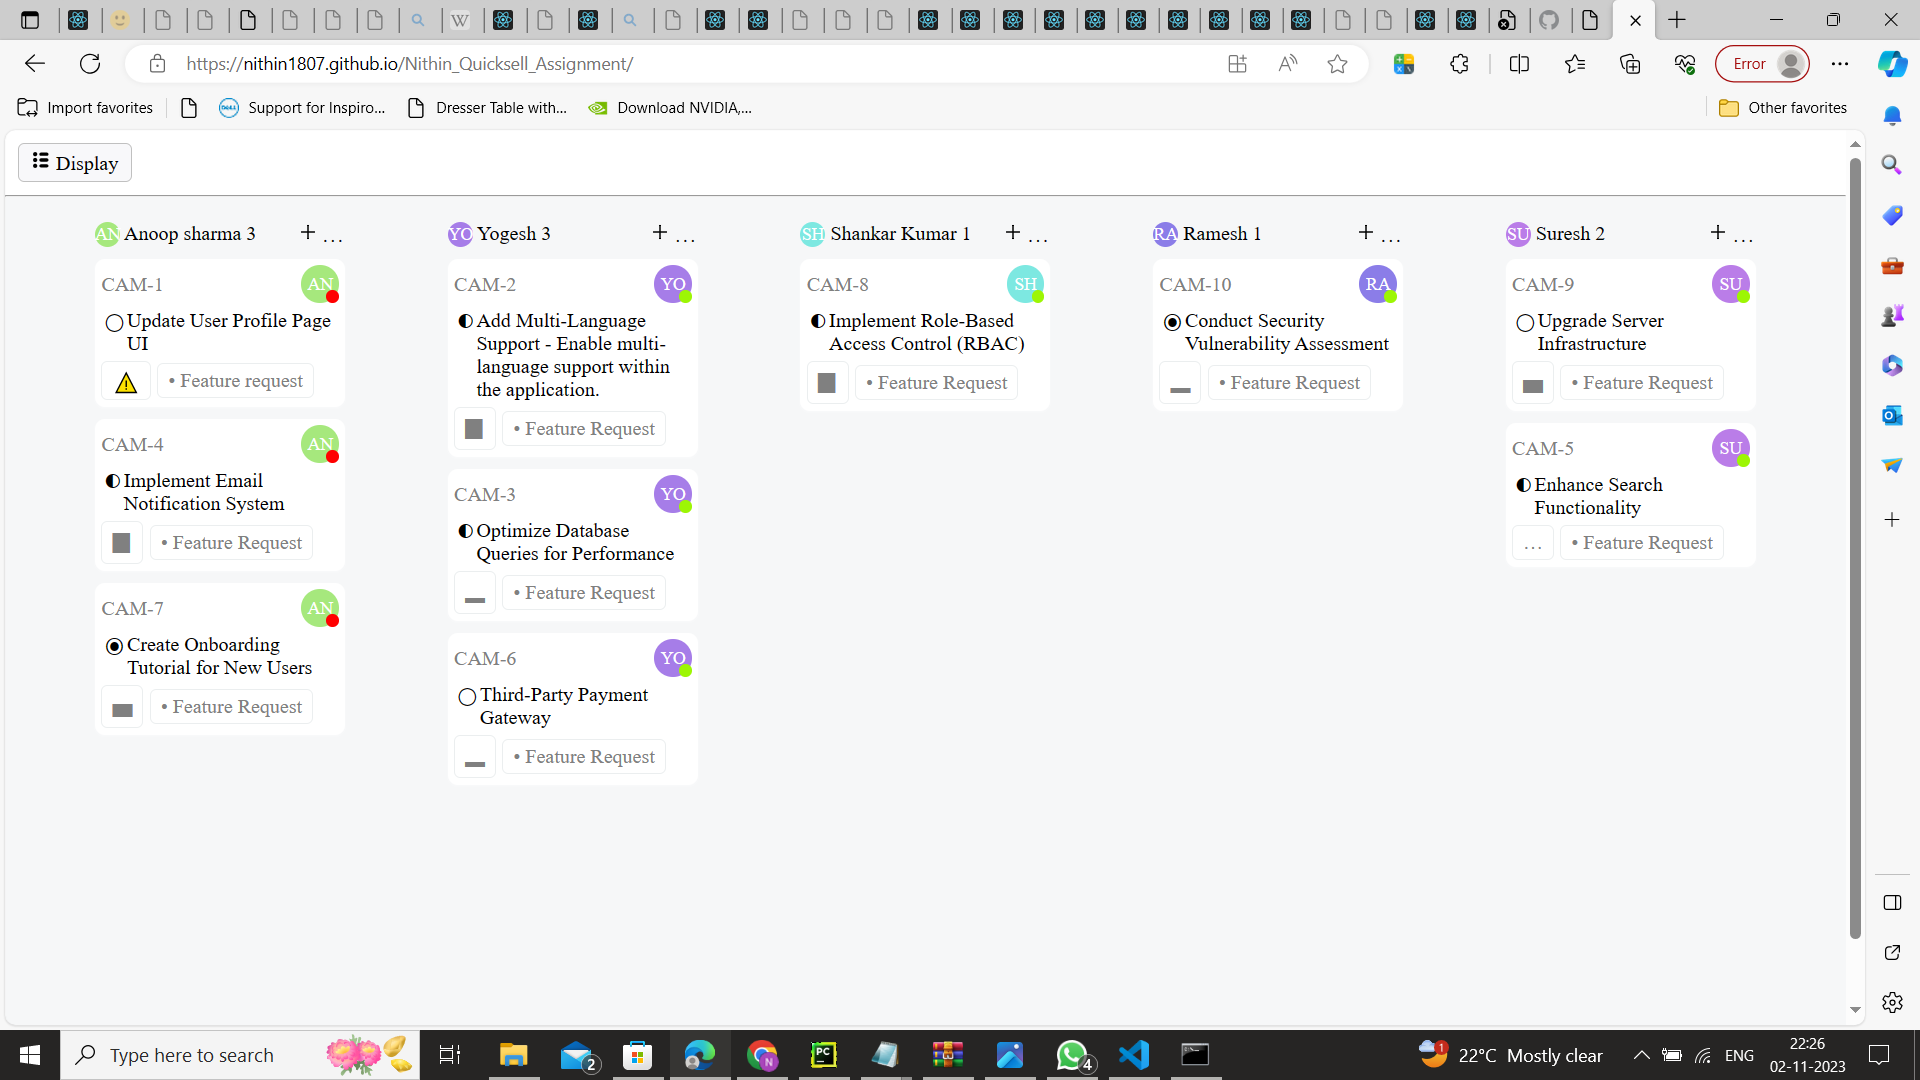 https://nithin1807.github.io/Nithin_Quicksell_Assignment/
Error
Import favorites
Support for Inspiro...
Dresser Table with...
Download NVIDIA,...
Other favorites
Display
AN Anoop sharma 3 + ...
CAM-1 AN
Update User Profile Page
UI
• Feature request
CAM-4 AN
Implement Email
Notification System
• Feature Request
CAM-7 AN
Create Onboarding
Tutorial for New Users
• Feature Request
YO Yogesh 3 + ...
CAM-2 YO
Add Multi-Language
Support - Enable multi-
language support within
the application.
• Feature Request
CAM-3 YO
Optimize Database
Queries for Performance
• Feature Request
CAM-6 YO
Third-Party Payment
Gateway
• Feature Request
SH Shankar Kumar 1 + ...
CAM-8 SH
Implement Role-Based
Access Control (RBAC)
• Feature Request
RA Ramesh 1 + ...
CAM-10 RA
Conduct Security
Vulnerability Assessment
• Feature Request
SU Suresh 2 + ...
CAM-9 SU
Upgrade Server
Infrastructure
• Feature Request
CAM-5 SU
Enhance Search
Functionality
... • Feature Request
Type here to search
2
PC
N
4
1
22°C Mostly clear
ENG
22:26
02-11-2023